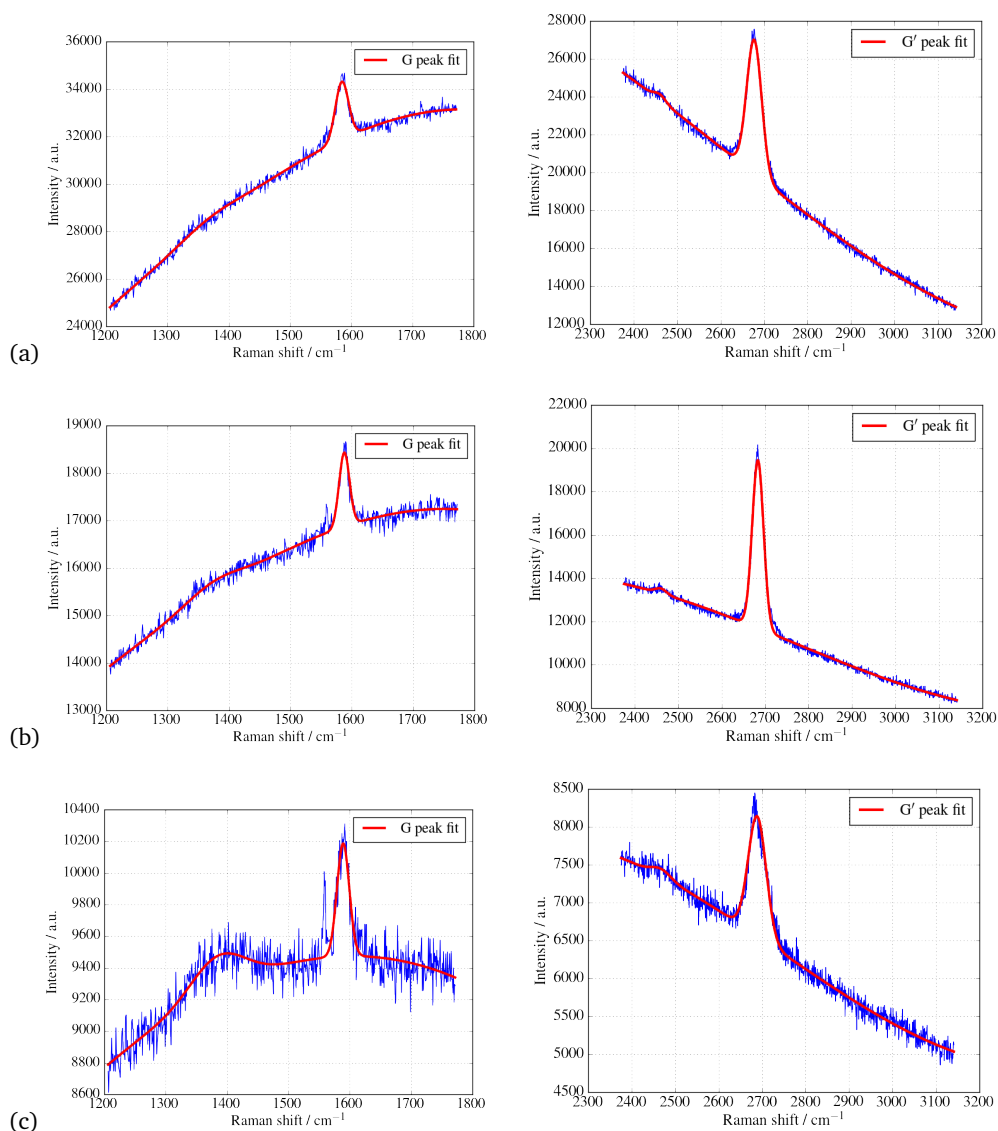 36000
34000
32000
30000
28000
26000
24000
1200 1300 1400 1500 1600 1700 1800
Intensity / a.u.
Raman shift / cm⁻¹
G peak fit
28000
26000
24000
22000
20000
18000
16000
14000
12000
2300 2400 2500 2600 2700 2800 2900 3000 3100 3200
Intensity / a.u.
Raman shift / cm⁻¹
G′ peak fit
(a)
19000
18000
17000
16000
15000
14000
13000
1200 1300 1400 1500 1600 1700 1800
Intensity / a.u.
Raman shift / cm⁻¹
G peak fit
22000
20000
18000
16000
14000
12000
10000
8000
2300 2400 2500 2600 2700 2800 2900 3000 3100 3200
Intensity / a.u.
Raman shift / cm⁻¹
G′ peak fit
(b)
10400
10200
10000
9800
9600
9400
9200
9000
8800
8600
1200 1300 1400 1500 1600 1700 1800
Intensity / a.u.
Raman shift / cm⁻¹
G peak fit
8500
8000
7500
7000
6500
6000
5500
5000
4500
2300 2400 2500 2600 2700 2800 2900 3000 3100 3200
Intensity / a.u.
Raman shift / cm⁻¹
G′ peak fit
(c)